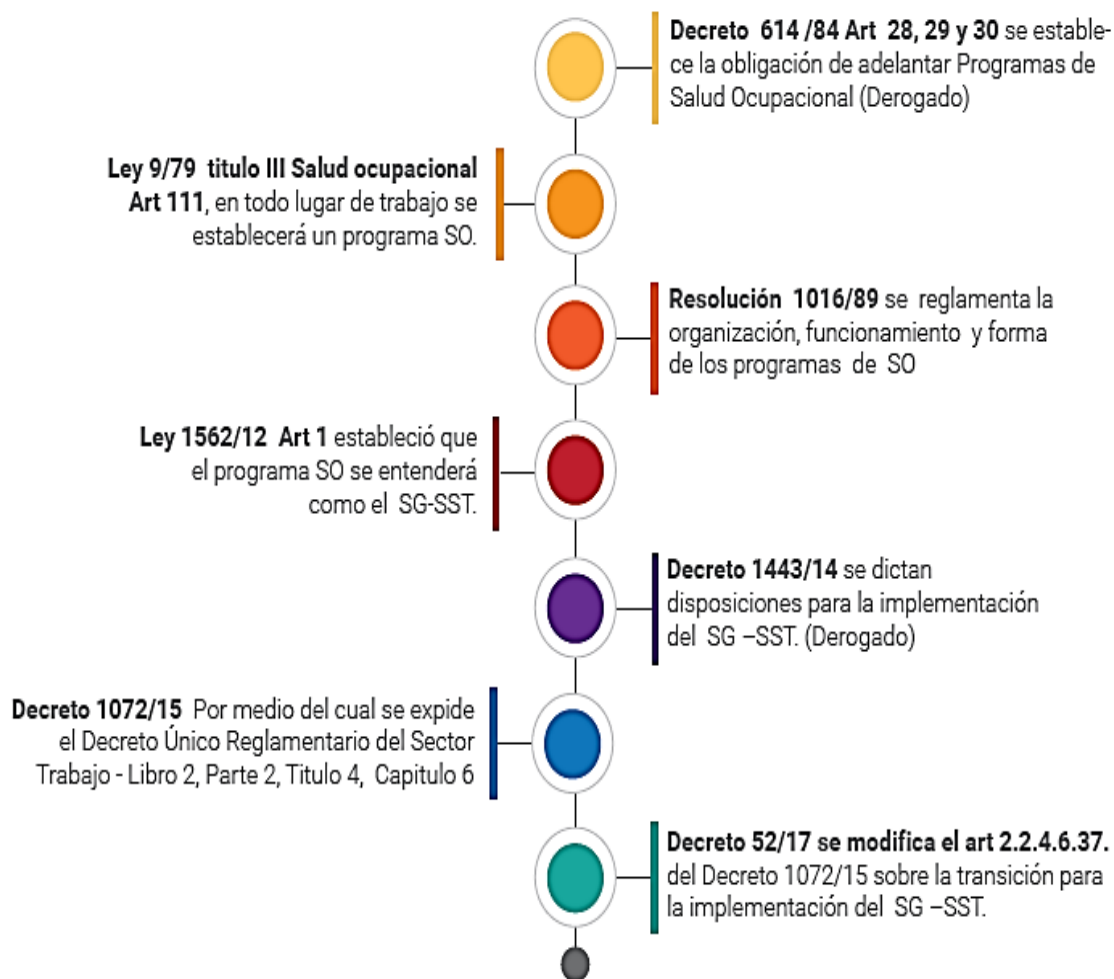 Decreto 614 /84 Art 28, 29 y 30 se estable-
ce la obligación de adelantar Programas de
Salud Ocupacional (Derogado)
Ley 9/79 titulo III Salud ocupacional
Art 111, en todo lugar de trabajo se
establecerá un programa SO.
Resolución 1016/89 se reglamenta la
organización, funcionamiento y forma
de los programas de SO
Ley 1562/12 Art 1 estableció que
el programa SO se entenderá
como el SG-SST.
Decreto 1443/14 se dictan
disposiciones para la implementación
del SG –SST. (Derogado)
Decreto 1072/15 Por medio del cual se expide
el Decreto Único Reglamentario del Sector
Trabajo - Libro 2, Parte 2, Titulo 4, Capitulo 6
Decreto 52/17 se modifica el art 2.2.4.6.37.
del Decreto 1072/15 sobre la transición para
la implementación del SG –SST.